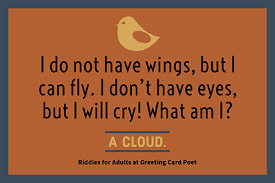 I do not have wings, but I
can fly. I don't have eyes,
but I will cry! What am I?
A CLOUD.
Riddles for Adults at Greeting Card Poet